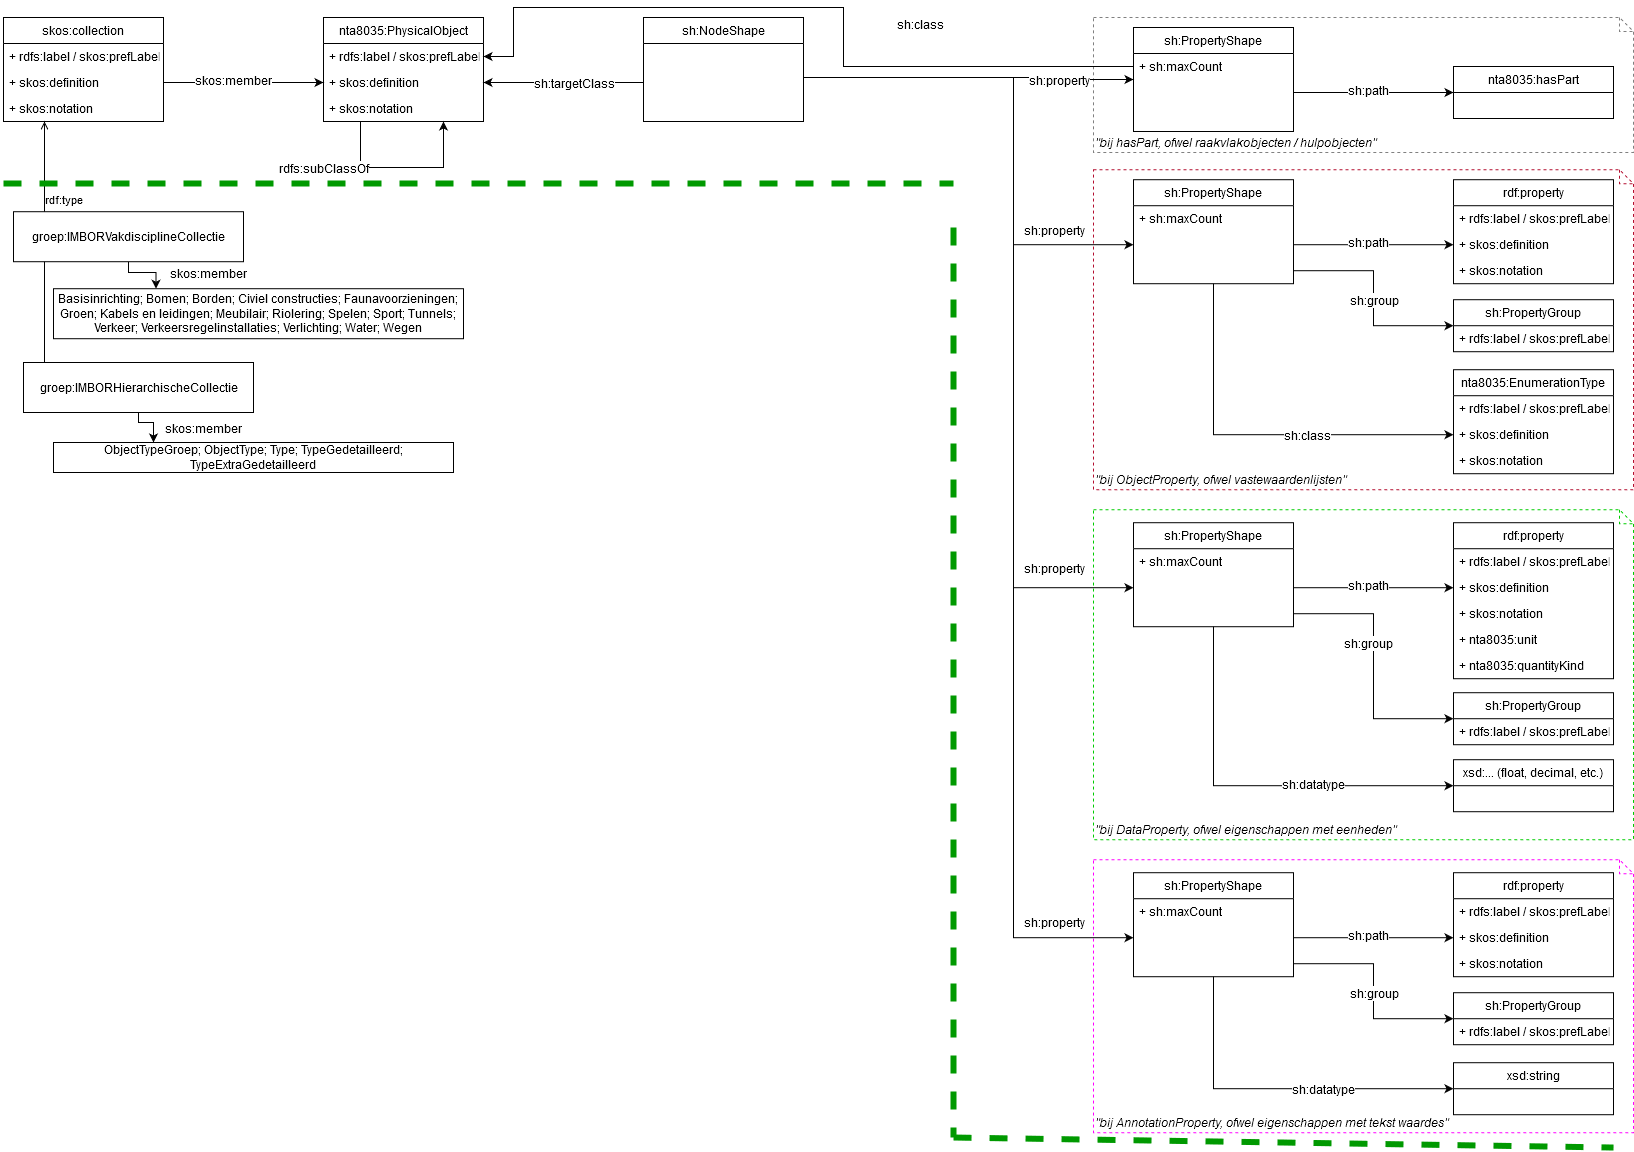 skos:collection
+ rdfs:label / skos:prefLabel
+ skos:definition
+ skos:notation
skos:member
nta8035:PhysicalObject
+ rdfs:label / skos:prefLabel
+ skos:definition
+ skos:notation
rdfs:subClassOf
sh:targetClass
sh:NodeShape
sh:class
sh:property
sh:PropertyShape
+ sh:maxCount
sh:path
nta8035:hasPart
"bij hasPart, ofwel raakvlakobjecten / hulpobjecten"
rdf:type
groep:IMBORVakdisciplineCollectie
skos:member
Basisinrichting; Bomen; Borden; Civiel constructies; Faunavoorzieningen;
Groen; Kabels en leidingen; Meubilair; Riolering; Spelen; Sport; Tunnels;
Verkeer; Verkeersregelinstallaties; Verlichting; Water; Wegen
groep:IMBORHierarchischeCollectie
skos:member
ObjectTypeGroep; ObjectType; Type; TypeGedetailleerd;
TypeExtraGedetailleerd
sh:property
sh:PropertyShape
+ sh:maxCount
sh:path
rdf:property
+ rdfs:label / skos:prefLabel
+ skos:definition
+ skos:notation
sh:group
sh:PropertyGroup
+ rdfs:label / skos:prefLabel
sh:class
nta8035:EnumerationType
+ rdfs:label / skos:prefLabel
+ skos:definition
+ skos:notation
"bij ObjectProperty, ofwel vastewaardenlijsten"
sh:property
sh:PropertyShape
+ sh:maxCount
sh:path
rdf:property
+ rdfs:label / skos:prefLabel
+ skos:definition
+ skos:notation
+ nta8035:unit
+ nta8035:quantityKind
sh:group
sh:PropertyGroup
+ rdfs:label / skos:prefLabel
sh:datatype
xsd:... (float, decimal, etc.)
"bij DataProperty, ofwel eigenschappen met eenheden"
sh:property
sh:PropertyShape
+ sh:maxCount
sh:path
rdf:property
+ rdfs:label / skos:prefLabel
+ skos:definition
+ skos:notation
sh:group
sh:PropertyGroup
+ rdfs:label / skos:prefLabel
sh:datatype
xsd:string
"bij AnnotationProperty, ofwel eigenschappen met tekst waardes"